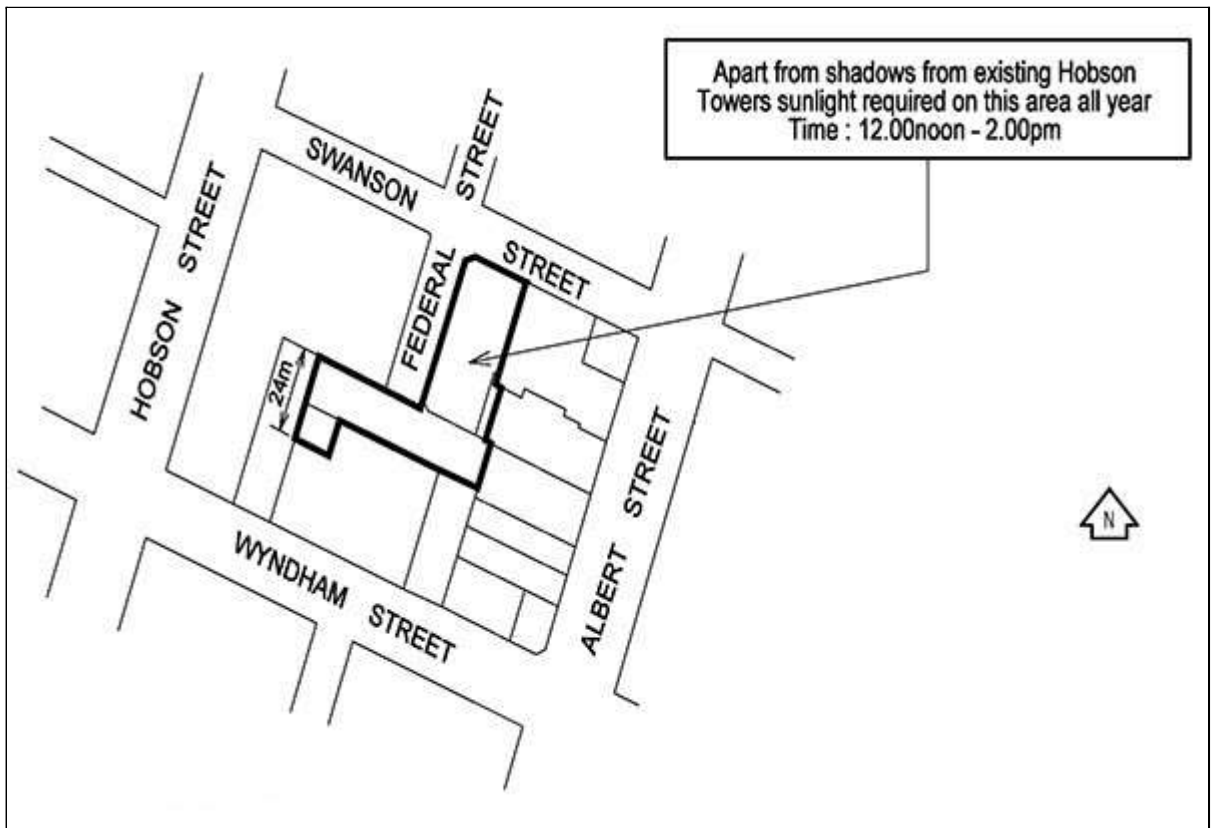 Apart from shadows from existing Hobson
Towers sunlight required on this area all year
Time : 12.00noon - 2.00pm
SWANSON
STREET
STREET
HOBSON STREET
FEDERAL
STREET
24m
N
WYNDHAM
STREET
ALBERT STREET